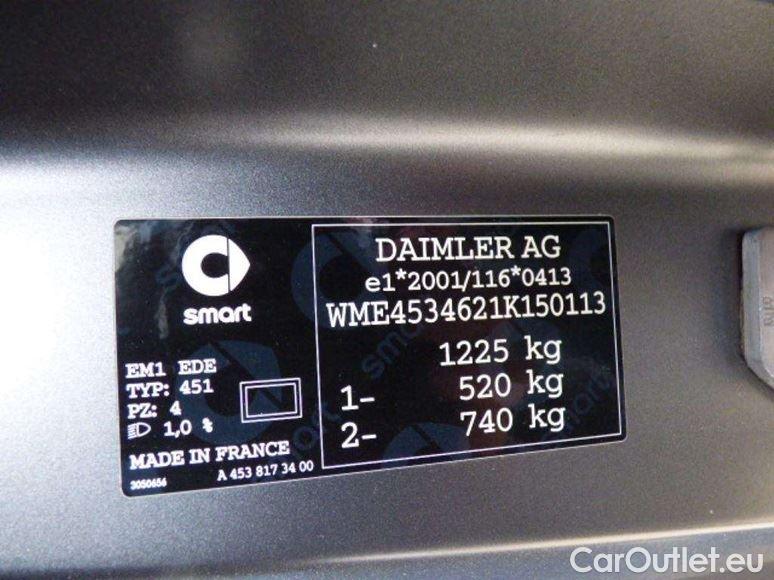 smart
EM1 EDE
TYP: 451
PZ: 4
1,0 %
MADE IN FRANCE
3050656
A 453 817 34 00
DAIMLER AG
e1*2001/116*0413
WME4534621K150113
1225 kg
1- 520 kg
2- 740 kg
CarOutlet.eu